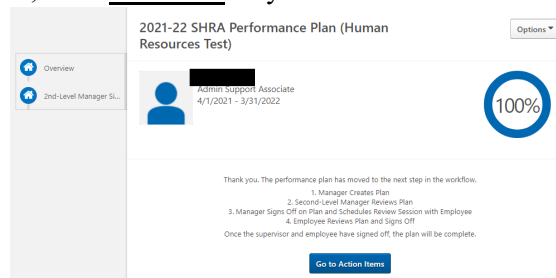 2021-22 SHRA Performance Plan (Human
Resources Test)
Options
Overview
2nd-Level Manager Si...
Admin Support Associate
4/1/2021 - 3/31/2022
100%
Thank you. The performance plan has moved to the next step in the workflow.
1. Manager Creates Plan
2. Second-Level Manager Reviews Plan
3. Manager Signs Off on Plan and Schedules Review Session with Employee
4. Employee Reviews Plan and Signs Off
Once the supervisor and employee have signed off, the plan will be complete.
Go to Action Items